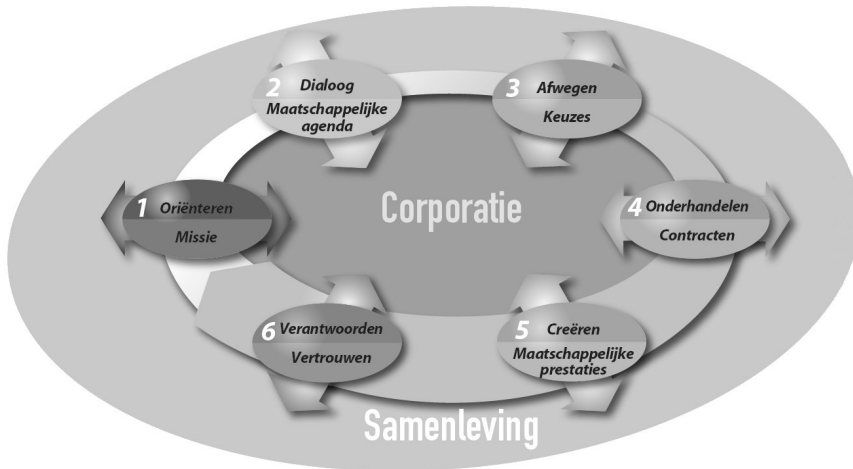 2 Dialoog
Maatschappelijke
agenda
3 Afwegen
Keuzes
1 Oriënteren
Missie
Corporatie
4 Onderhandelen
Contracten
6 Verantwoorden
Vertrouwen
5 Creëren
Maatschappelijke
prestaties
Samenleving